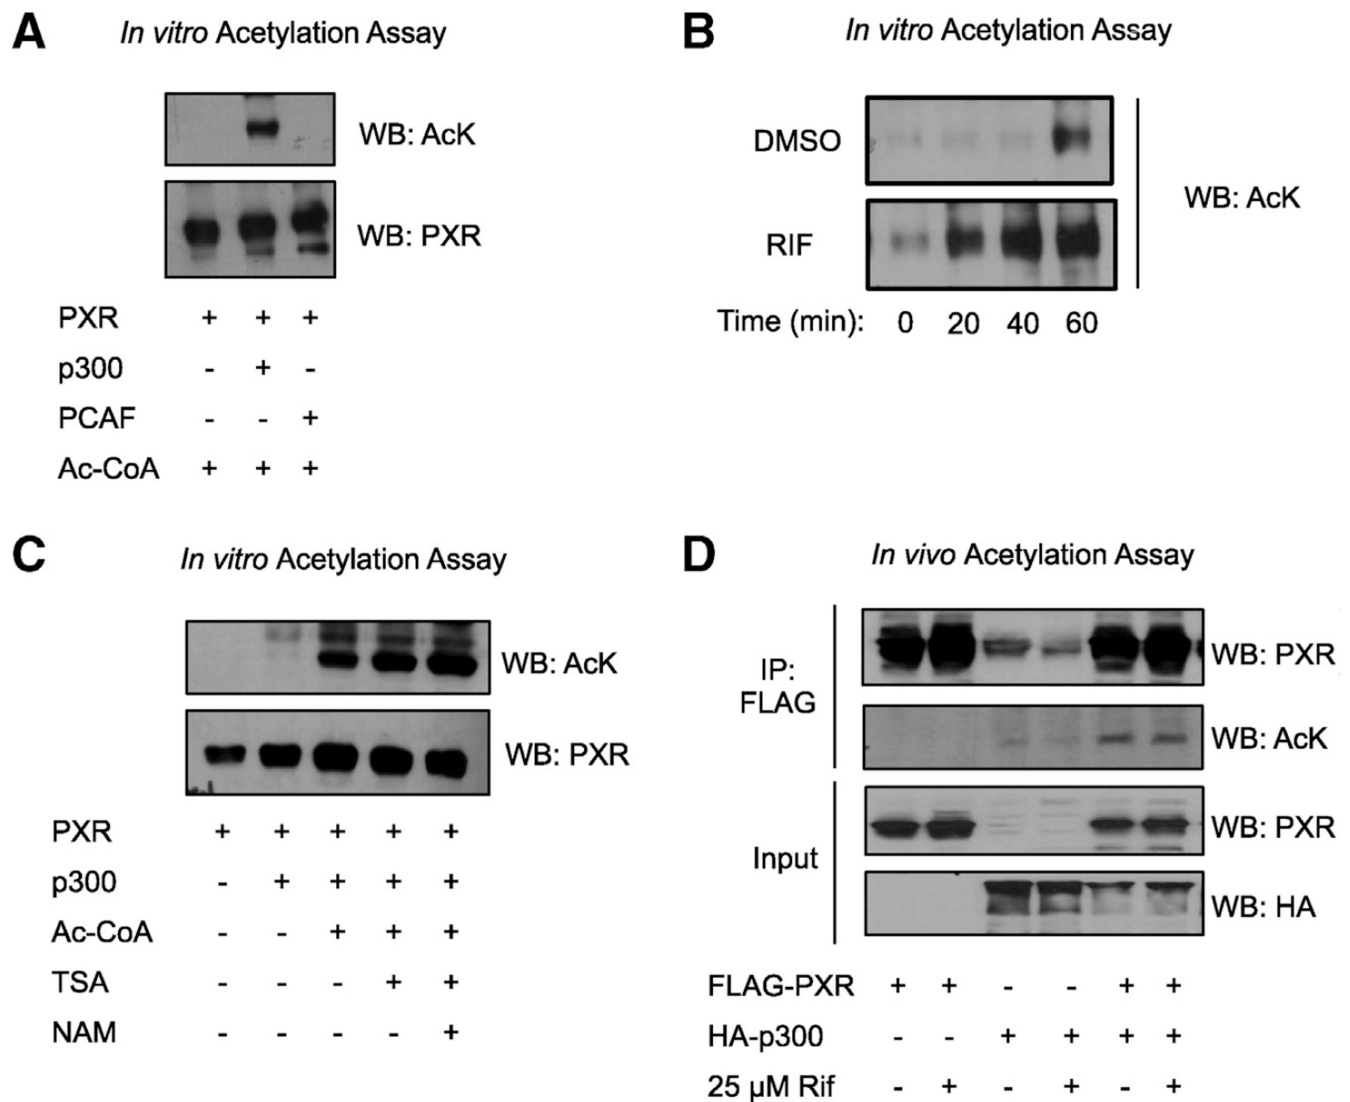 A
In vitro Acetylation Assay
WB: AcK
WB: PXR
PXR + + +
p300 - + -
PCAF - - +
Ac-CoA + + +
B
In vitro Acetylation Assay
DMSO
RIF
WB: AcK
Time (min): 0 20 40 60
C
In vitro Acetylation Assay
WB: AcK
WB: PXR
PXR + + + + +
p300 - + + + +
Ac-CoA - - + + +
TSA - - - + +
NAM - - - - +
D
In vivo Acetylation Assay
IP:
FLAG
WB: PXR
WB: AcK
Input
WB: PXR
WB: HA
FLAG-PXR + + - - + +
HA-p300 - - + + + +
25 µM Rif - + - + - +